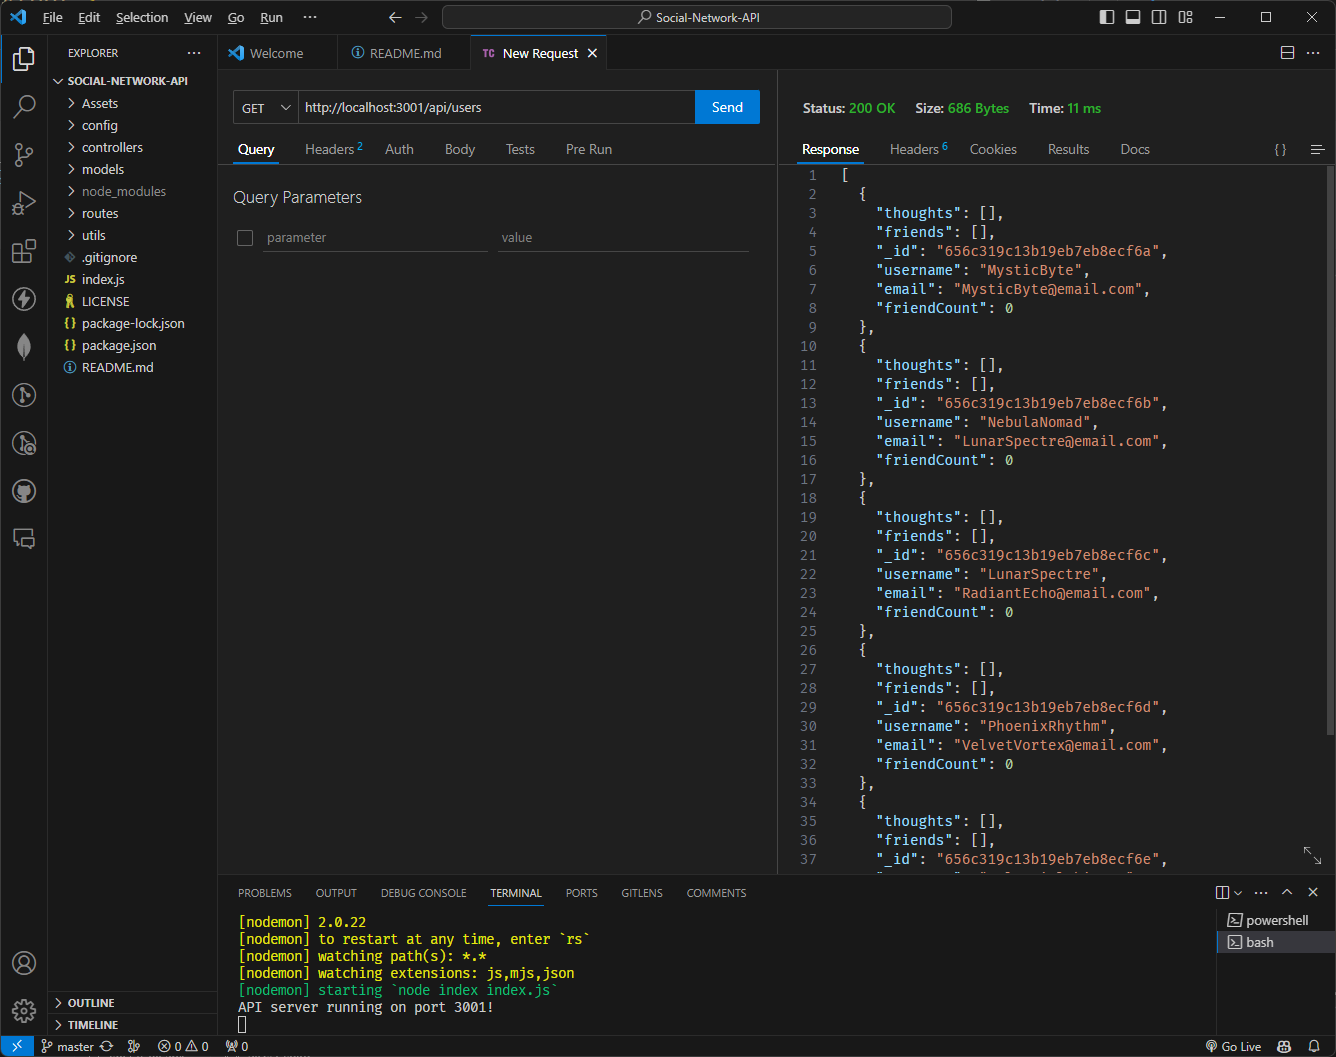 File Edit Selection View Go Run ··· Social-Network-API
EXPLORER ···
SOCIAL-NETWORK-API
Assets
config
controllers
models
node_modules
routes
utils
.gitignore
JS index.js
LICENSE
{} package-lock.json
{} package.json
README.md
OUTLINE
TIMELINE
Welcome README.md TC New Request
GET http://localhost:3001/api/users Send
Query Headers 2 Auth Body Tests Pre Run
Query Parameters
parameter value
Status: 200 OK Size: 686 Bytes Time: 11 ms
Response Headers 6 Cookies Results Docs { }
1 [
2 {
3 "thoughts": [],
4 "friends": [],
5 "_id": "656c319c13b19eb7eb8ecf6a",
6 "username": "MysticByte",
7 "email": "MysticByte@email.com",
8 "friendCount": 0
9 },
10 {
11 "thoughts": [],
12 "friends": [],
13 "_id": "656c319c13b19eb7eb8ecf6b",
14 "username": "NebulaNomad",
15 "email": "LunarSpectre@email.com",
16 "friendCount": 0
17 },
18 {
19 "thoughts": [],
20 "friends": [],
21 "_id": "656c319c13b19eb7eb8ecf6c",
22 "username": "LunarSpectre",
23 "email": "RadiantEcho@email.com",
24 "friendCount": 0
25 },
26 {
27 "thoughts": [],
28 "friends": [],
29 "_id": "656c319c13b19eb7eb8ecf6d",
30 "username": "PhoenixRhythm",
31 "email": "VelvetVortex@email.com",
32 "friendCount": 0
33 },
34 {
35 "thoughts": [],
36 "friends": [],
37 "_id": "656c319c13b19eb7eb8ecf6e",
PROBLEMS OUTPUT DEBUG CONSOLE TERMINAL PORTS GITLENS COMMENTS
[nodemon] 2.0.22
[nodemon] to restart at any time, enter `rs`
[nodemon] watching path(s): *.*
[nodemon] watching extensions: js,mjs,json
[nodemon] starting `node index index.js`
API server running on port 3001!
powershell
bash
master 0 0 0 Go Live